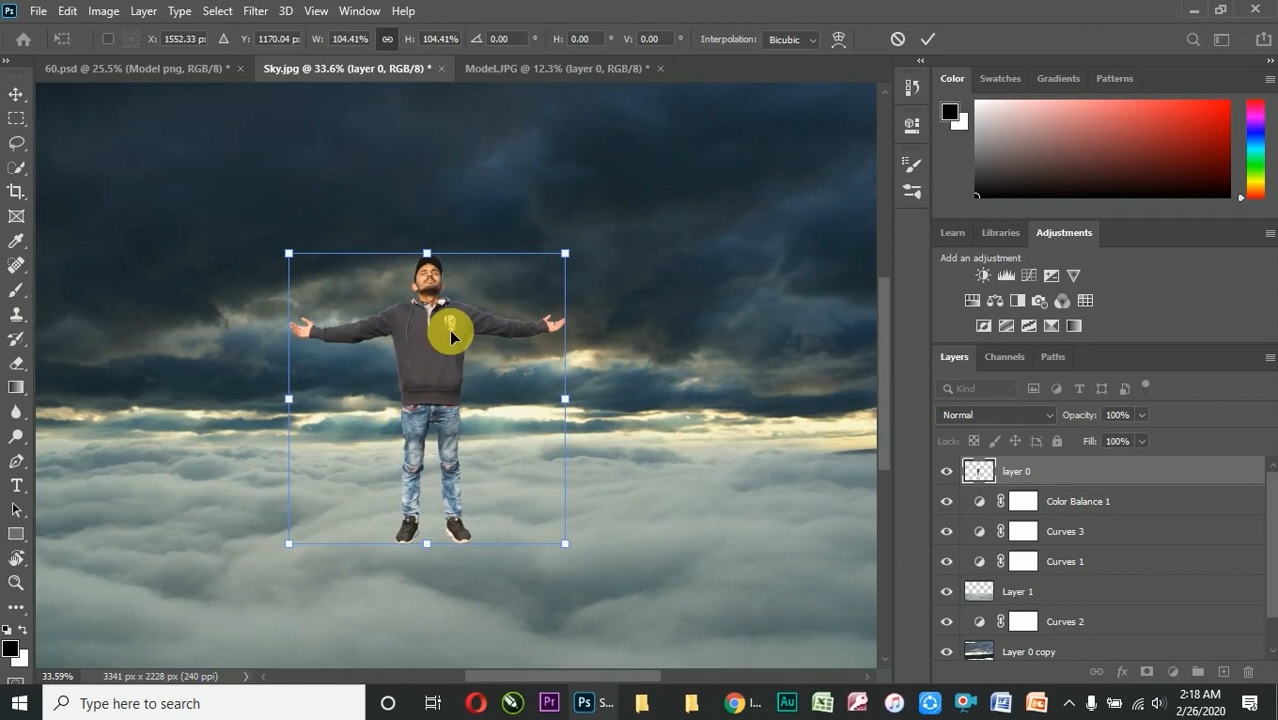 Ps File Edit Image Layer Type Select Filter 3D View Window Help
X: 1552.33 px Y: 1170.04 px W: 104.41% H: 104.41% 0.00 ° H: 0.00 ° V: 0.00 ° Interpolation: Bicubic
60.psd @ 25.5% (Model png, RGB/8) * × Sky.jpg @ 33.6% (layer 0, RGB/8) * × Model.JPG @ 12.3% (layer 0, RGB/8) * ×
Color Swatches Gradients Patterns
Learn Libraries Adjustments
Add an adjustment
Layers Channels Paths
Kind
Normal Opacity: 100%
Lock: Fill: 100%
layer 0
Color Balance 1
Curves 3
Curves 1
Layer 1
Curves 2
Layer 0 copy
33.59% 3341 px x 2228 px (240 ppi)
Type here to search
Pr
Ps S...
I...
Au
2:18 AM
2/26/2020